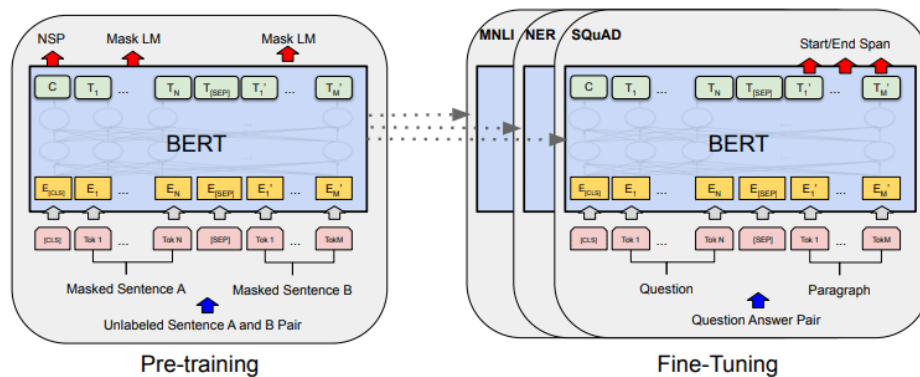 NSP Mask LM Mask LM
C T1 ... TN T[SEP] T1' ... TM'
BERT
E[CLS] E1 ... EN E[SEP] E1' ... EM'
[CLS] Tok 1 ... Tok N [SEP] Tok 1 ... TokM
Masked Sentence A Masked Sentence B
Unlabeled Sentence A and B Pair
Pre-training
MNLI NER SQuAD
Start/End Span
C T1 ... TN T[SEP] T1' ... TM'
BERT
E[CLS] E1 ... EN E[SEP] E1' ... EM'
[CLS] Tok 1 ... Tok N [SEP] Tok 1 ... TokM
Question Paragraph
Question Answer Pair
Fine-Tuning